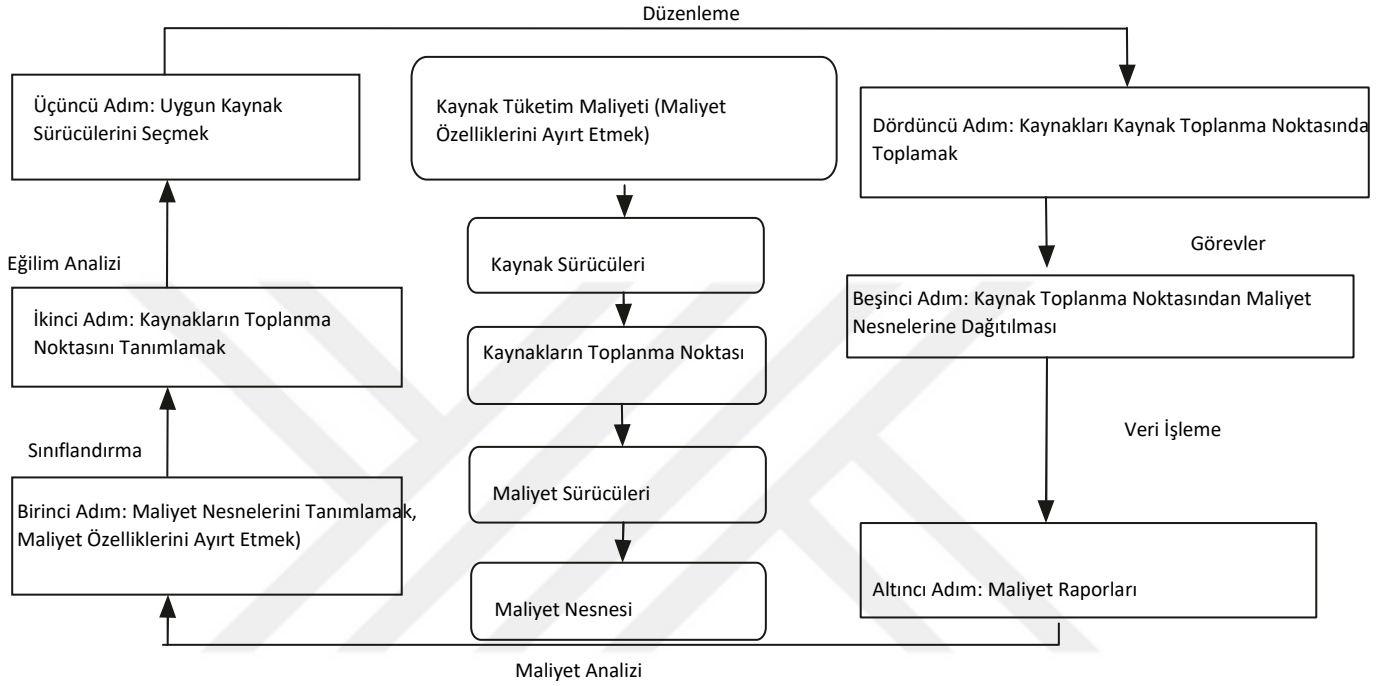 Düzenleme
Üçüncü Adım: Uygun Kaynak
Sürücülerini Seçmek
Kaynak Tüketim Maliyeti (Maliyet
Özelliklerini Ayırt Etmek)
Dördüncü Adım: Kaynakları Kaynak Toplanma Noktasında
Toplamak
Eğilim Analizi
Kaynak Sürücüleri
Görevler
İkinci Adım: Kaynakların Toplanma
Noktasını Tanımlamak
Kaynakların Toplanma Noktası
Beşinci Adım: Kaynak Toplanma Noktasından Maliyet
Nesnelerine Dağıtılması
Sınıflandırma
Veri İşleme
Birinci Adım: Maliyet Nesnelerini Tanımlamak,
Maliyet Özelliklerini Ayırt Etmek)
Maliyet Sürücüleri
Maliyet Nesnesi
Altıncı Adım: Maliyet Raporları
Maliyet Analizi